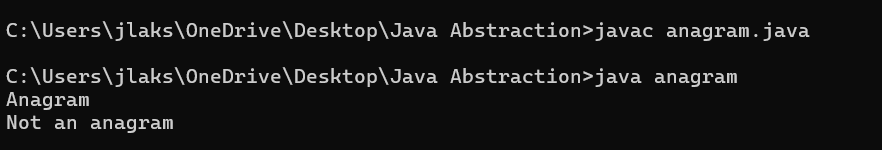 C:\Users\jlaks\OneDrive\Desktop\Java Abstraction>javac anagram.java
C:\Users\jlaks\OneDrive\Desktop\Java Abstraction>java anagram
Anagram
Not an anagram